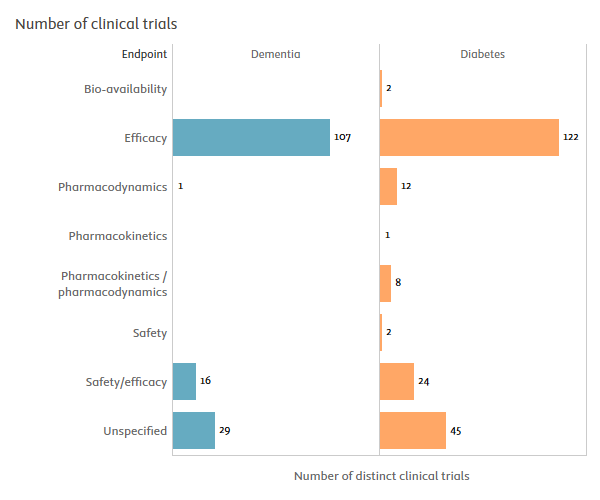 Number of clinical trials
Endpoint Dementia Diabetes
Bio-availability 2
Efficacy 107 122
Pharmacodynamics 1 12
Pharmacokinetics 1
Pharmacokinetics /
pharmacodynamics 8
Safety 2
Safety/efficacy 16 24
Unspecified 29 45
Number of distinct clinical trials